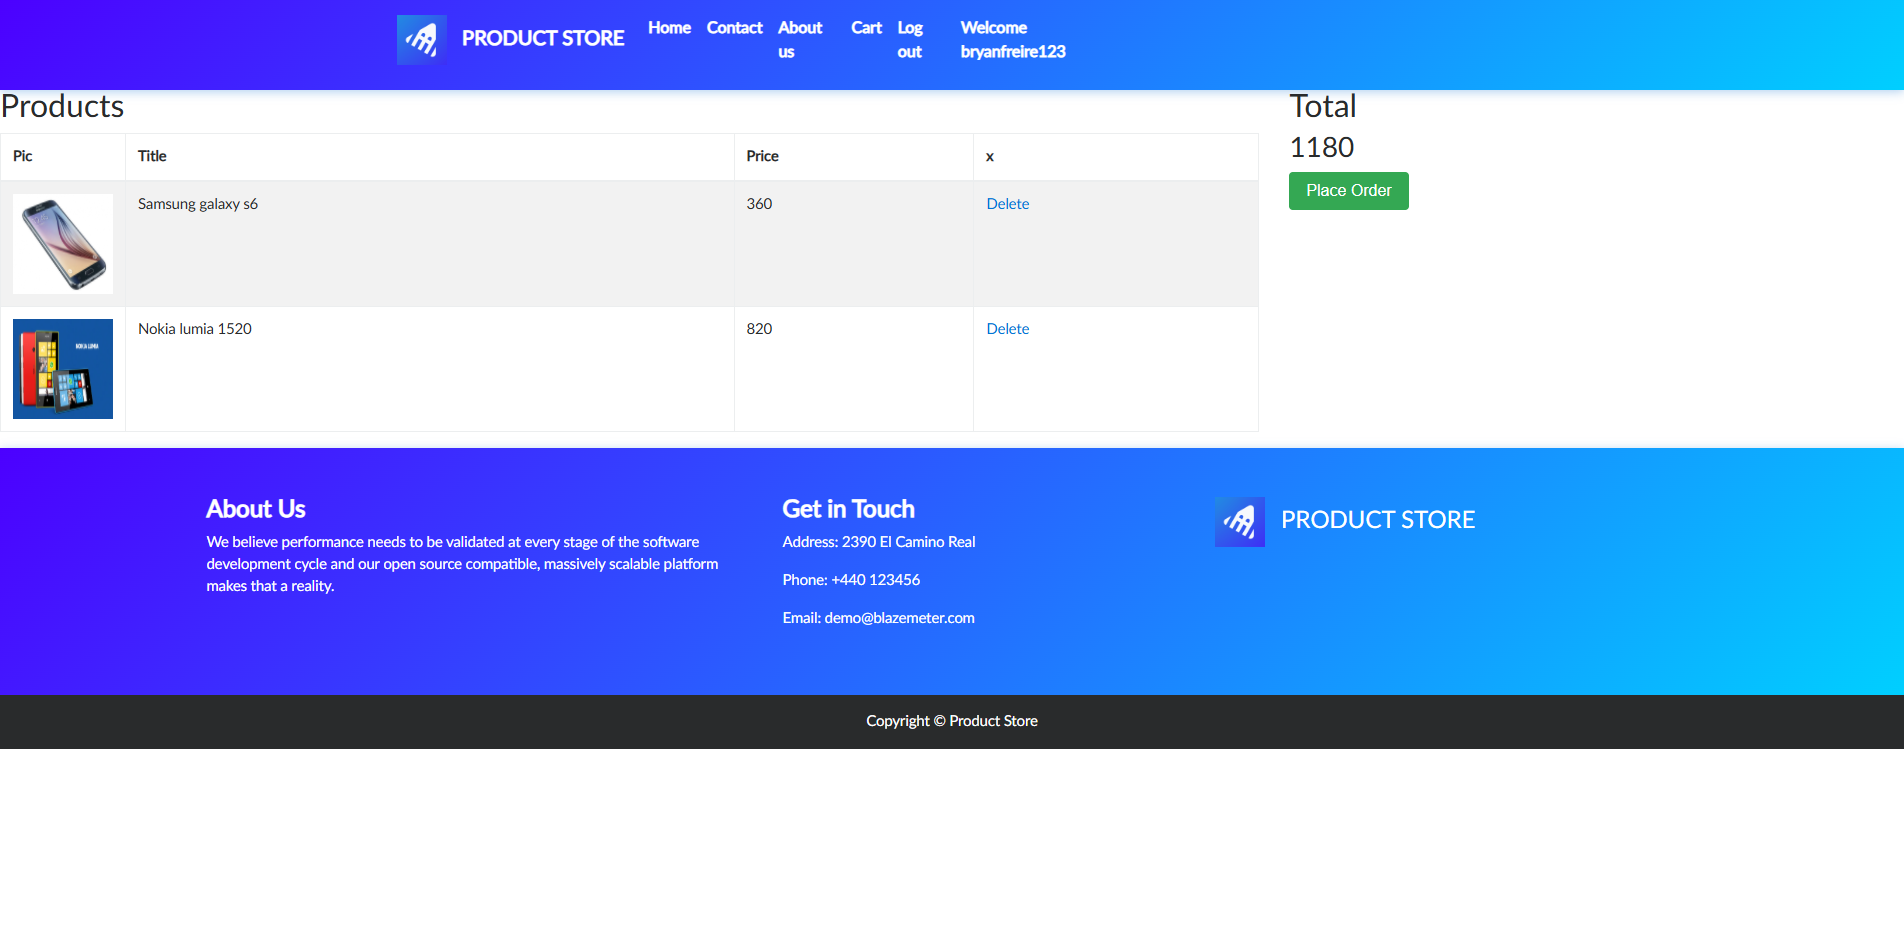 PRODUCT STORE
Home
Contact
About
us
Cart
Log
out
Welcome
bryanfreire123
Products
Pic Title Price x
Samsung galaxy s6 360 Delete
Nokia lumia 1520 820 Delete
Total
1180
Place Order
About Us
We believe performance needs to be validated at every stage of the software
development cycle and our open source compatible, massively scalable platform
makes that a reality.
Get in Touch
Address: 2390 El Camino Real
Phone: +440 123456
Email: demo@blazemeter.com
PRODUCT STORE
Copyright © Product Store